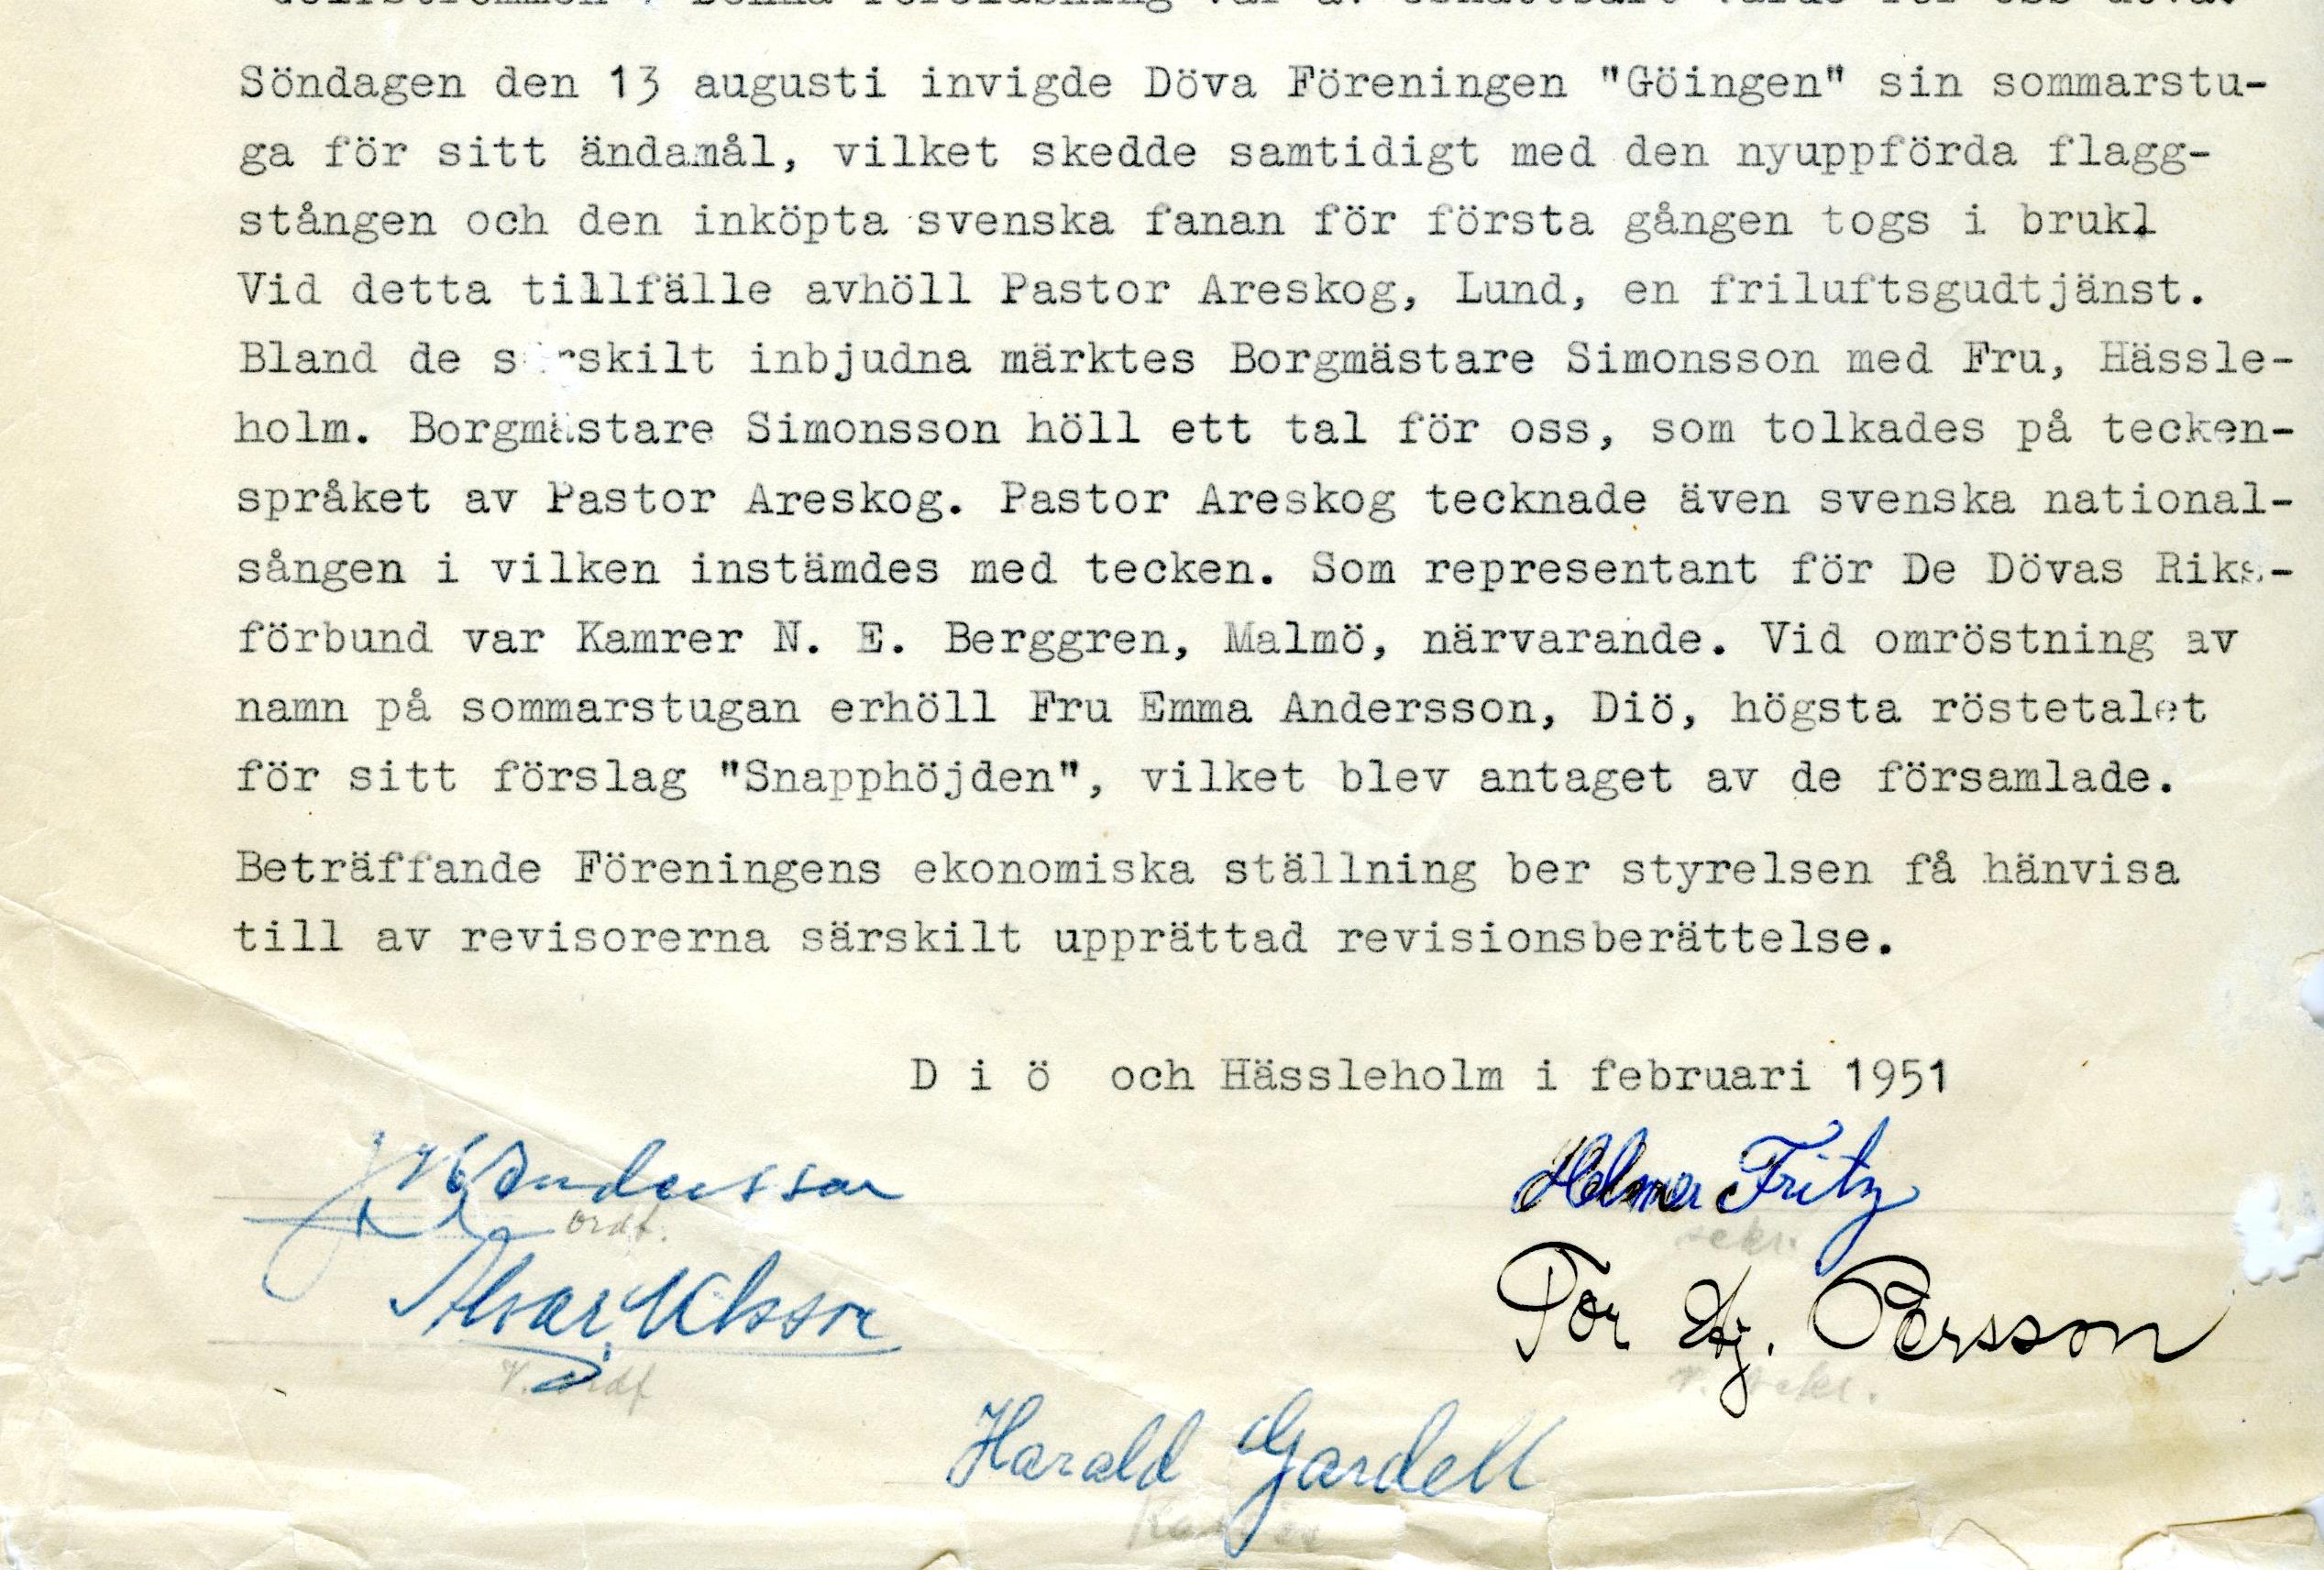 Söndagen den 13 augusti invigde Döva Föreningen "Göingen" sin sommarstu-
ga för sitt ändamål, vilket skedde samtidigt med den nyuppförda flagg-
stången och den inköpta svenska fanan för första gången togs i bruk.
Vid detta tillfälle avhöll Pastor Areskog, Lund, en friluftsgudtjänst.
Bland de särskilt inbjudna märktes Borgmästare Simonsson med Fru, Hässle-
holm. Borgmästare Simonsson höll ett tal för oss, som tolkades på tecken-
språket av Pastor Areskog. Pastor Areskog tecknade även svenska national-
sången i vilken instämdes med tecken. Som representant för De Dövas Riks-
förbund var Kamrer N. E. Berggren, Malmö, närvarande. Vid omröstning av
namn på sommarstugan erhöll Fru Emma Andersson, Diö, högsta röstetalet
för sitt förslag "Snapphöjden", vilket blev antaget av de församlade.
Beträffande Föreningens ekonomiska ställning ber styrelsen få hänvisa
till av revisorerna särskilt upprättad revisionsberättelse.
D i ö och Hässleholm i februari 1951
Andersson
ordf.
Helmer Fritz
sekr.
Alvar
v. ordf
Tor Hj. Persson
v. sekr.
Harald Gardell